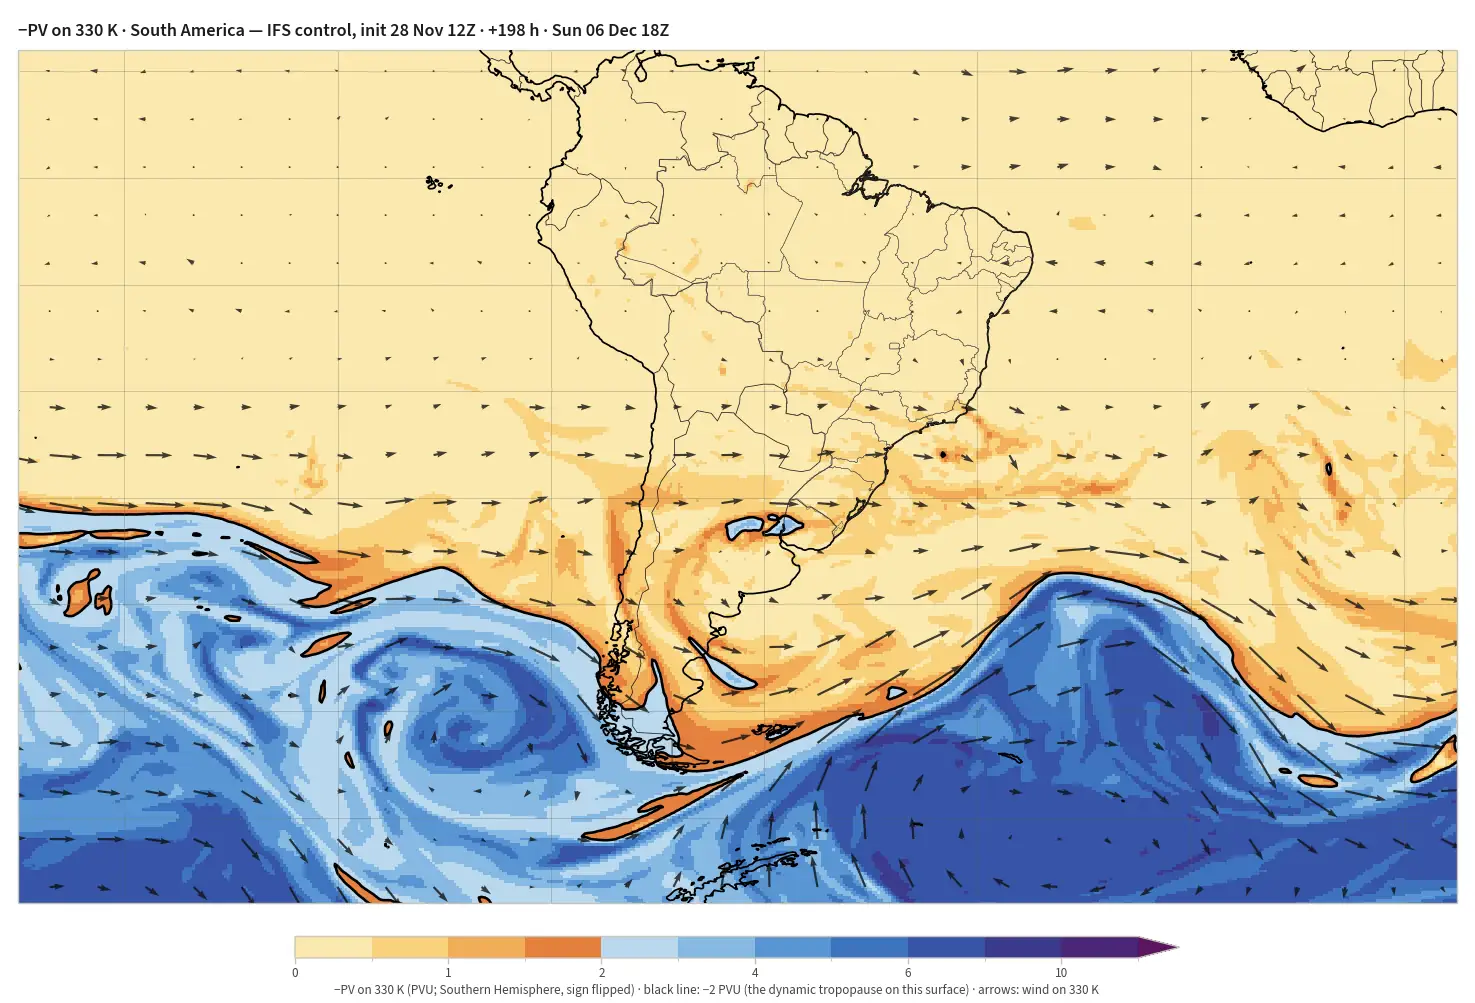 −PV on 330 K · South America — IFS control, init 28 Nov 12Z · +198 h · Sun 06 Dec 18Z
0 1 2 4 6 10
−PV on 330 K (PVU; Southern Hemisphere, sign flipped) · black line: −2 PVU (the dynamic tropopause on this surface) · arrows: wind on 330 K